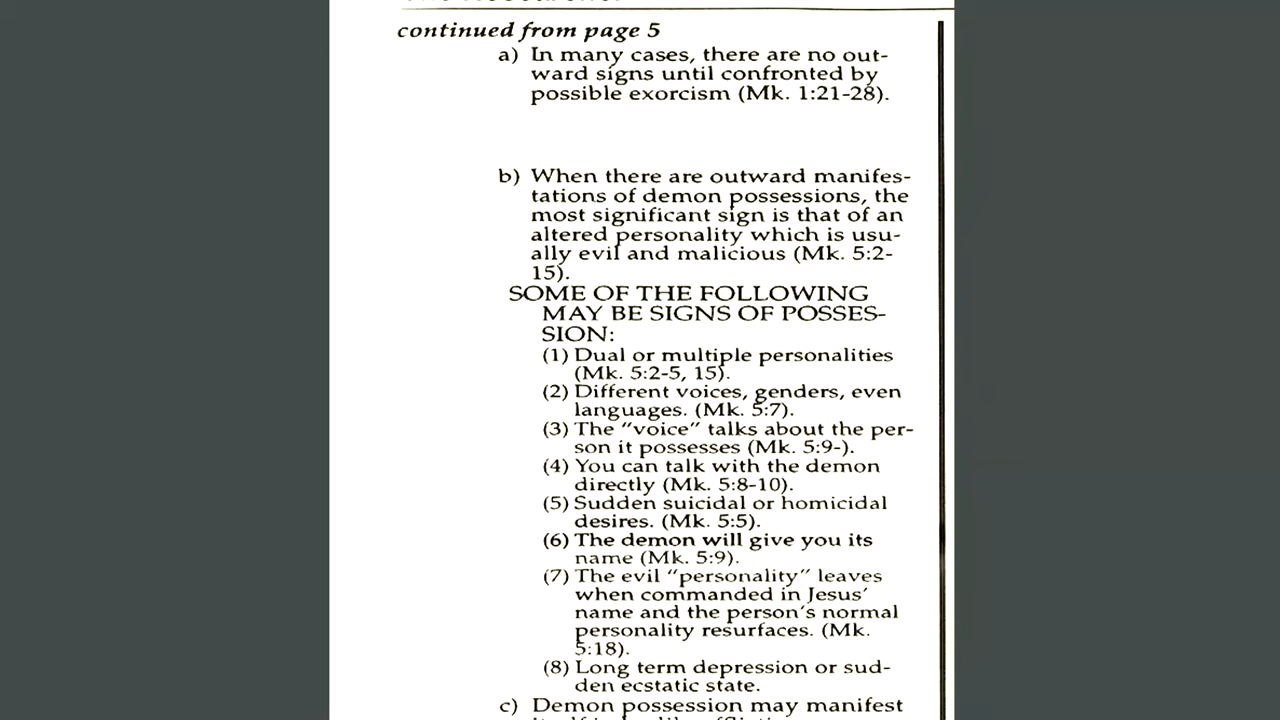 continued from page 5
a) In many cases, there are no out-
ward signs until confronted by
possible exorcism (Mk. 1:21-28).
b) When there are outward manifes-
tations of demon possessions, the
most significant sign is that of an
altered personality which is usu-
ally evil and malicious (Mk. 5:2-
15).
SOME OF THE FOLLOWING
MAY BE SIGNS OF POSSES-
SION:
(1) Dual or multiple personalities
(Mk. 5:2-5, 15).
(2) Different voices, genders, even
languages. (Mk. 5:7).
(3) The "voice" talks about the per-
son it possesses (Mk. 5:9-).
(4) You can talk with the demon
directly (Mk. 5:8-10).
(5) Sudden suicidal or homicidal
desires. (Mk. 5:5).
(6) The demon will give you its
name (Mk. 5:9).
(7) The evil "personality" leaves
when commanded in Jesus'
name and the person's normal
personality resurfaces. (Mk.
5:18).
(8) Long term depression or sud-
den ecstatic state.
c) Demon possession may manifest